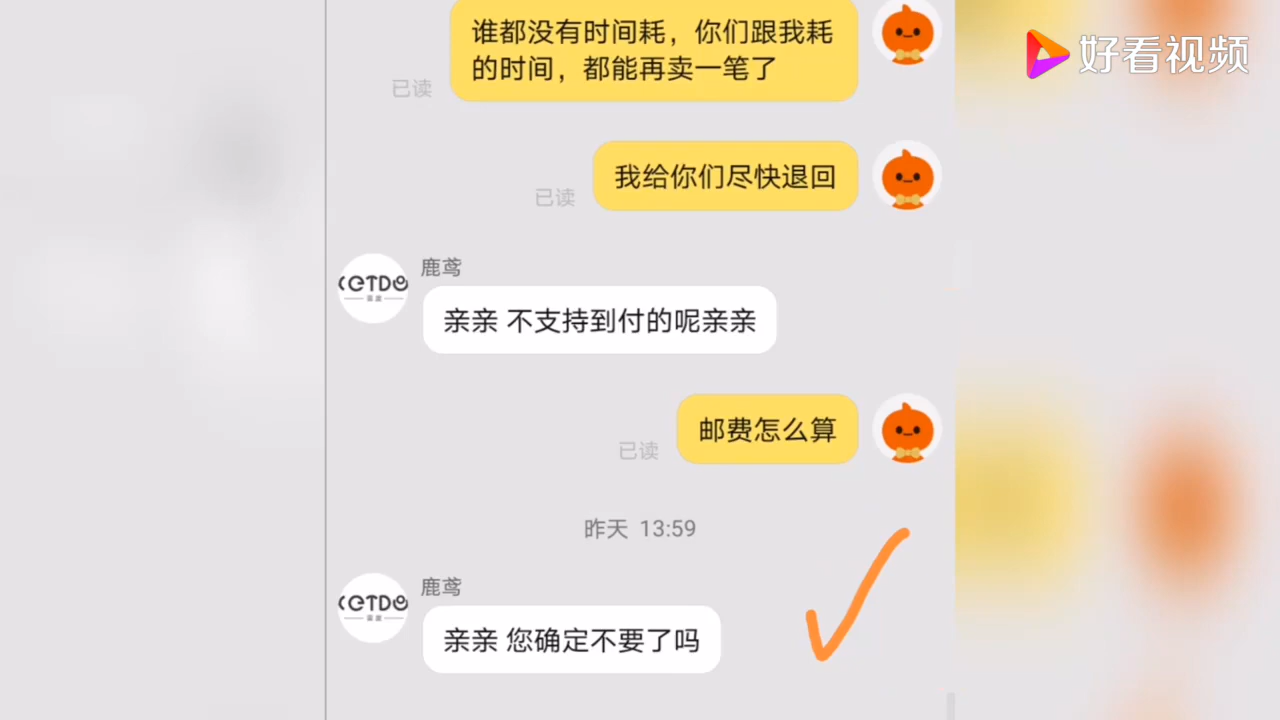 谁都没有时间耗，你们跟我耗
的时间，都能再卖一笔了
已读
好看视频
我给你们尽快退回
已读
鹿鸢
亲亲 不支持到付的呢亲亲
邮费怎么算
已读
昨天 13:59
鹿鸢
亲亲 您确定不要了吗